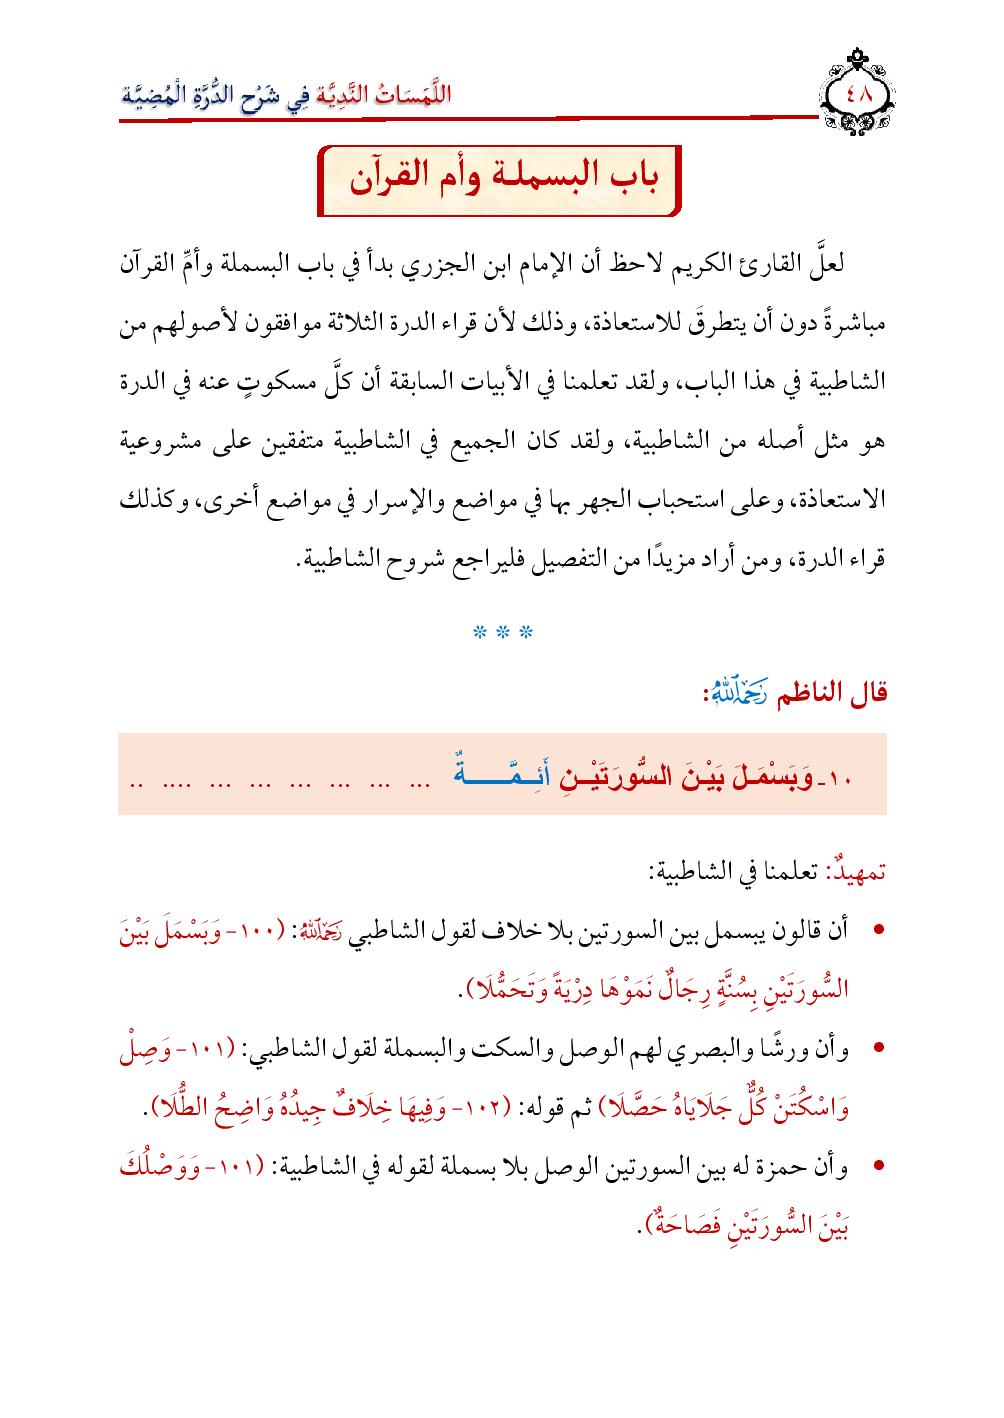 ٤٨
اللَّمَسَاتُ النَّدِيَّة فِي شَرْحِ الدُّرَّةِ الْمُضِيَّة
باب البسملة وأم القرآن
لعلَّ القارئ الكريم لاحظ أن الإمام ابن الجزري بدأ في باب البسملة وأمِّ القرآن
مباشرةً دون أن يتطرقَ للاستعاذة، وذلك لأن قراء الدرة الثلاثة موافقون لأصولهم من
الشاطبية في هذا الباب، ولقد تعلمنا في الأبيات السابقة أن كلَّ مسكوتٍ عنه في الدرة
هو مثل أصله من الشاطبية، ولقد كان الجميع في الشاطبية متفقين على مشروعية
الاستعاذة، وعلى استحباب الجهر بها في مواضع والإسرار في مواضع أخرى، وكذلك
قراء الدرة، ومن أراد مزيدًا من التفصيل فليراجع شروح الشاطبية.
* * *
قال الناظم رَحِمَهُ ٱللَّهُ:
١٠- وَبَسْمَلَ بَيْنَ السُّورَتَيْـنِ أَئِـمَّـــــةٌ ... ... ... ... ... ... .... ..
تمهيدٌ: تعلمنا في الشاطبية:
• أن قالون يبسمل بين السورتين بلا خلاف لقول الشاطبي رَحِمَهُ ٱللَّهُ: (١٠٠- وَبَسْمَلَ بَيْنَ
السُّورَتَيْنِ بِسُنَّةٍ رِجَالٌ نَمَوْهَا دِرْيَةً وَتَحَمُّلَا).
• وأن ورشًا والبصري لهم الوصل والسكت والبسملة لقول الشاطبي: (١٠١- وَصِلْ
وَاسْكُتَنْ كُلٌّ جَلَايَاهُ حَصَّلَا) ثم قوله: (١٠٢- وَفِيهَا خِلَافٌ جِيدُهُ وَاضِحُ الطُّلَا).
• وأن حمزة له بين السورتين الوصل بلا بسملة لقوله في الشاطبية: (١٠١- وَوَصْلُكَ
بَيْنَ السُّورَتَيْنِ فَصَاحَةٌ).